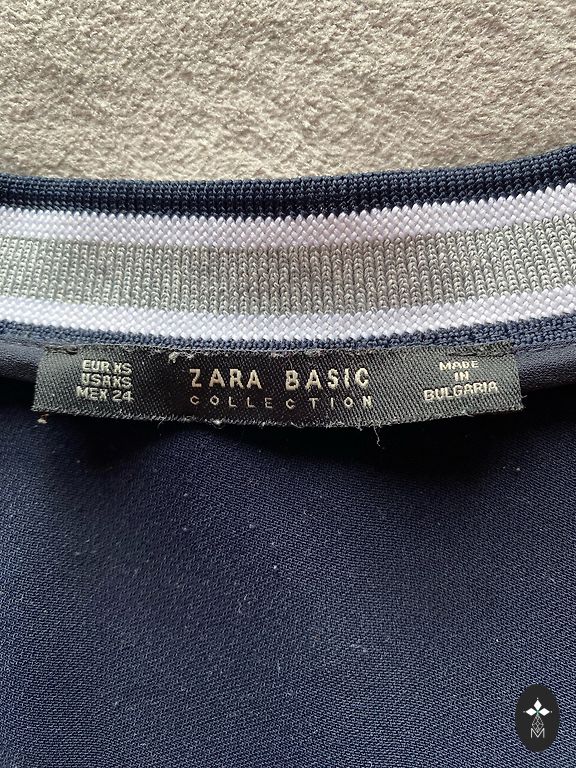 EUR XS
USA XS
MEX 24
ZARA BASIC
COLLECTION
MADE
IN
BULGARIA
M